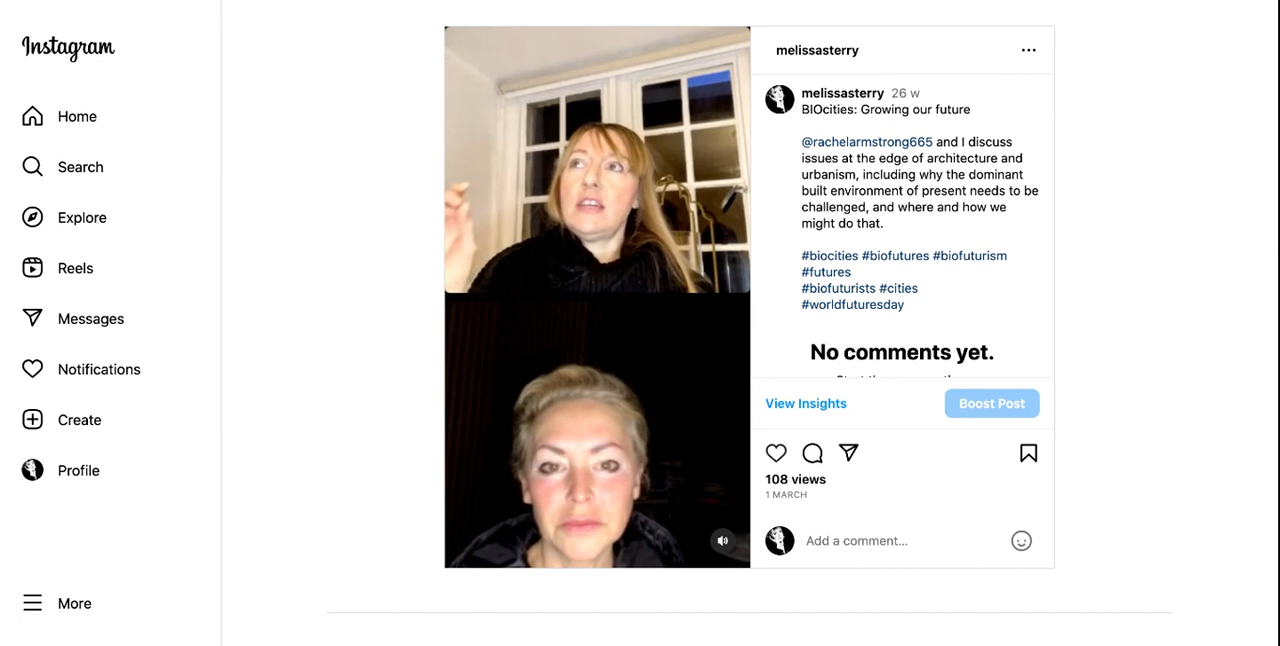 Instagram
Home
Search
Explore
Reels
Messages
Notifications
Create
Profile
More
melissasterry
melissasterry 26 w
BIOcities: Growing our future
@rachelarmstrong665 and I discuss
issues at the edge of architecture and
urbanism, including why the dominant
built environment of present needs to be
challenged, and where and how we
might do that.
#biocities #biofutures #biofuturism
#futures
#biofuturists #cities
#worldfuturesday
No comments yet.
View Insights
Boost Post
108 views
1 MARCH
Add a comment...